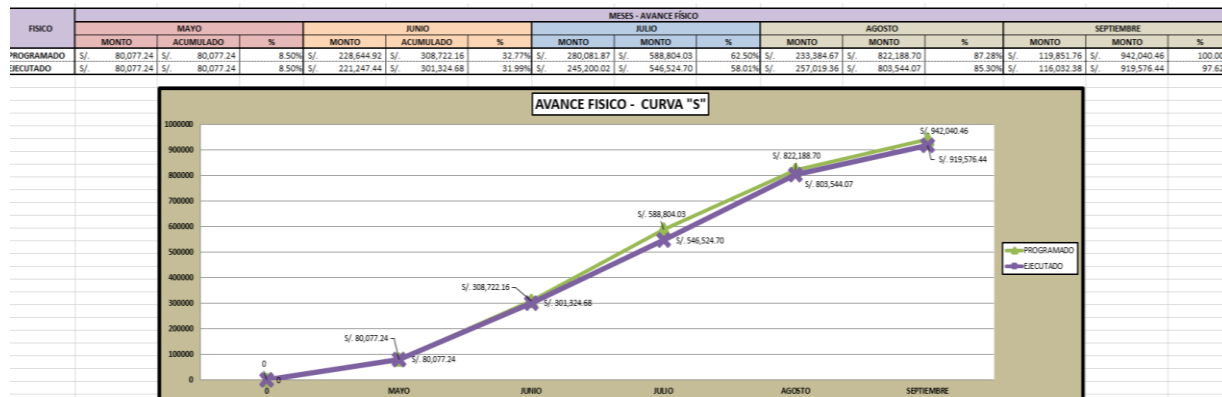 MESES - AVANCE FÍSICO
FISICO MAYO JUNIO JULIO AGOSTO SEPTIEMBRE
MONTO ACUMULADO % MONTO ACUMULADO % MONTO MONTO % MONTO MONTO % MONTO MONTO %
PROGRAMADO S/. 80,077.24 S/. 80,077.24 8.50% S/. 228,644.92 S/. 308,722.16 32.77% S/. 280,081.87 S/. 588,804.03 62.50% S/. 233,384.67 S/. 822,188.70 87.28% S/. 119,851.76 S/. 942,040.46 100.00
EJECUTADO S/. 80,077.24 S/. 80,077.24 8.50% S/. 221,247.44 S/. 301,324.68 31.99% S/. 245,200.02 S/. 546,524.70 58.01% S/. 257,019.36 S/. 803,544.07 85.30% S/. 116,032.38 S/. 919,576.44 97.62
AVANCE FISICO - CURVA "S"
1000000
900000
800000
700000
600000
500000
400000
300000
200000
100000
0
0
0
S/. 80,077.24
S/. 80,077.24
S/. 308,722.16
S/. 301,324.68
S/. 588,804.03
S/. 546,524.70
S/. 822,188.70
S/. 803,544.07
S/. 942,040.46
S/. 919,576.44
PROGRAMADO
EJECUTADO
0 MAYO JUNIO JULIO AGOSTO SEPTIEMBRE